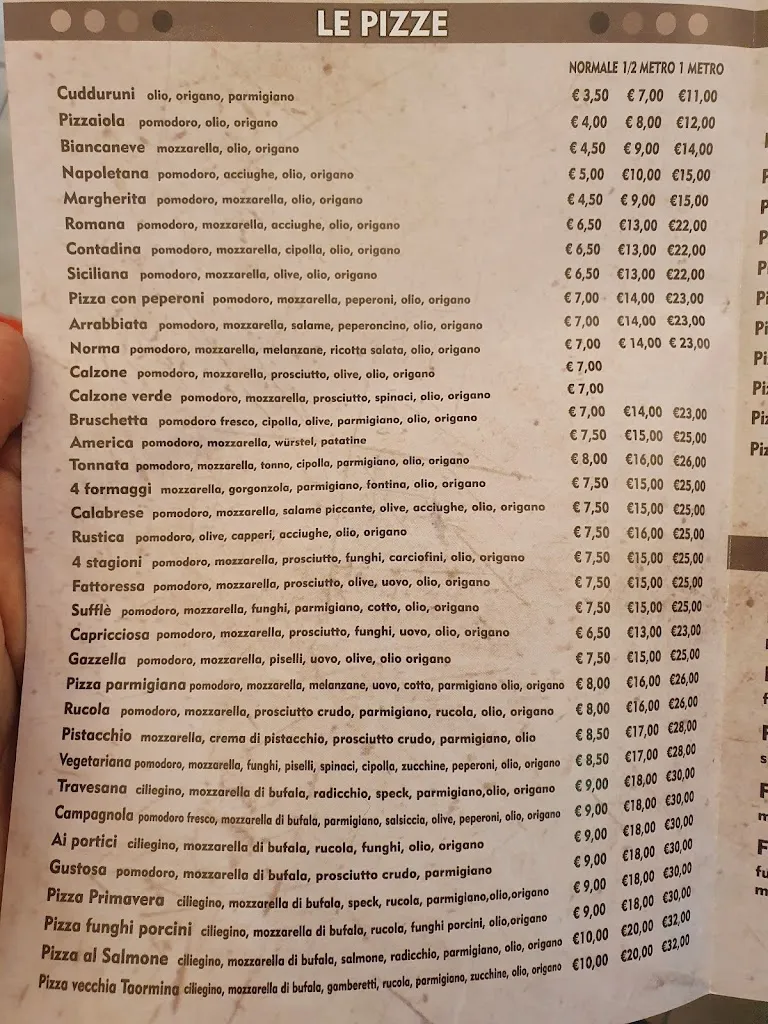 LE PIZZE
NORMALE 1/2 METRO 1 METRO
Cudduruni olio, origano, parmigiano € 3,50 € 7,00 €11,00
Pizzaiola pomodoro, olio, origano € 4,00 € 8,00 €12,00
Biancaneve mozzarella, olio, origano € 4,50 € 9,00 €14,00
Napoletana pomodoro, acciughe, olio, origano € 5,00 €10,00 €15,00
Margherita pomodoro, mozzarella, olio, origano € 4,50 € 9,00 €15,00
Romana pomodoro, mozzarella, acciughe, olio, origano € 6,50 €13,00 €22,00
Contadina pomodoro, mozzarella, cipolla, olio, origano € 6,50 €13,00 €22,00
Siciliana pomodoro, mozzarella, olive, olio, origano € 6,50 €13,00 €22,00
Pizza con peperoni pomodoro, mozzarella, peperoni, olio, origano € 7,00 €14,00 €23,00
Arrabbiata pomodoro, mozzarella, salame, peperoncino, olio, origano € 7,00 €14,00 €23,00
Norma pomodoro, mozzarella, melanzane, ricotta salata, olio, origano € 7,00 € 14,00 € 23,00
Calzone pomodoro, mozzarella, prosciutto, olive, olio, origano € 7,00
Calzone verde pomodoro, mozzarella, prosciutto, spinaci, olio, origano € 7,00
Bruschetta pomodoro fresco, cipolla, olive, parmigiano, olio, origano € 7,00 €14,00 €23,00
America pomodoro, mozzarella, würstel, patatine € 7,50 €15,00 €25,00
Tonnata pomodoro, mozzarella, tonno, cipolla, parmigiano, olio, origano € 8,00 €16,00 €26,00
4 formaggi mozzarella, gorgonzola, parmigiano, fontina, olio, origano € 7,50 €15,00 €25,00
Calabrese pomodoro, mozzarella, salame piccante, olive, acciughe, olio, origano € 7,50 €15,00 €25,00
Rustica pomodoro, olive, capperi, acciughe, olio, origano € 7,50 €16,00 €25,00
4 stagioni pomodoro, mozzarella, prosciutto, funghi, carciofini, olio, origano € 7,50 €15,00 €25,00
Fattoressa pomodoro, mozzarella, prosciutto, olive, uovo, olio, origano € 7,50 €15,00 €25,00
Sufflè pomodoro, mozzarella, funghi, parmigiano, cotto, olio, origano € 7,50 €15,00 €25,00
Capricciosa pomodoro, mozzarella, prosciutto, funghi, uovo, olio, origano € 6,50 €13,00 €23,00
Gazzella pomodoro, mozzarella, piselli, uovo, olive, olio origano € 7,50 €15,00 €25,00
Pizza parmigiana pomodoro, mozzarella, melanzane, uovo, cotto, parmigiano olio, origano € 8,00 €16,00 €26,00
Rucola pomodoro, mozzarella, prosciutto crudo, parmigiano, rucola, olio, origano € 8,00 €16,00 €26,00
Pistacchio mozzarella, crema di pistacchio, prosciutto crudo, parmigiano, olio € 8,50 €17,00 €28,00
Vegetariana pomodoro, mozzarella, funghi, piselli, spinaci, cipolla, zucchine, peperoni, olio, origano € 8,50 €17,00 €28,00
Travesana ciliegino, mozzarella di bufala, radicchio, speck, parmigiano,olio, origano € 9,00 €18,00 €30,00
Campagnola pomodoro fresco, mozzarella di bufala, parmigiano, salsiccia, olive, peperoni, olio, origano € 9,00 €18,00 €30,00
Ai portici ciliegino, mozzarella di bufala, rucola, funghi, olio, origano € 9,00 €18,00 €30,00
Gustosa pomodoro, mozzarella di bufala, prosciutto crudo, parmigiano € 9,00 €18,00 €30,00
Pizza Primavera ciliegino, mozzarella di bufala, speck, rucola, parmigiano,olio,origano € 9,00 €18,00 €30,00
Pizza funghi porcini ciliegino, mozzarella di bufala, rucola, funghi porcini, olio,origano € 9,00 €18,00 €30,00
Pizza al Salmone ciliegino, mozzarella di bufala, salmone, radicchio, parmigiano, olio, origano €10,00 €20,00 €32,00
Pizza vecchia Taormina ciliegino, mozzarella di bufala, gamberetti, rucola, parmigiano, zucchine, olio, origano €10,00 €20,00 €32,00